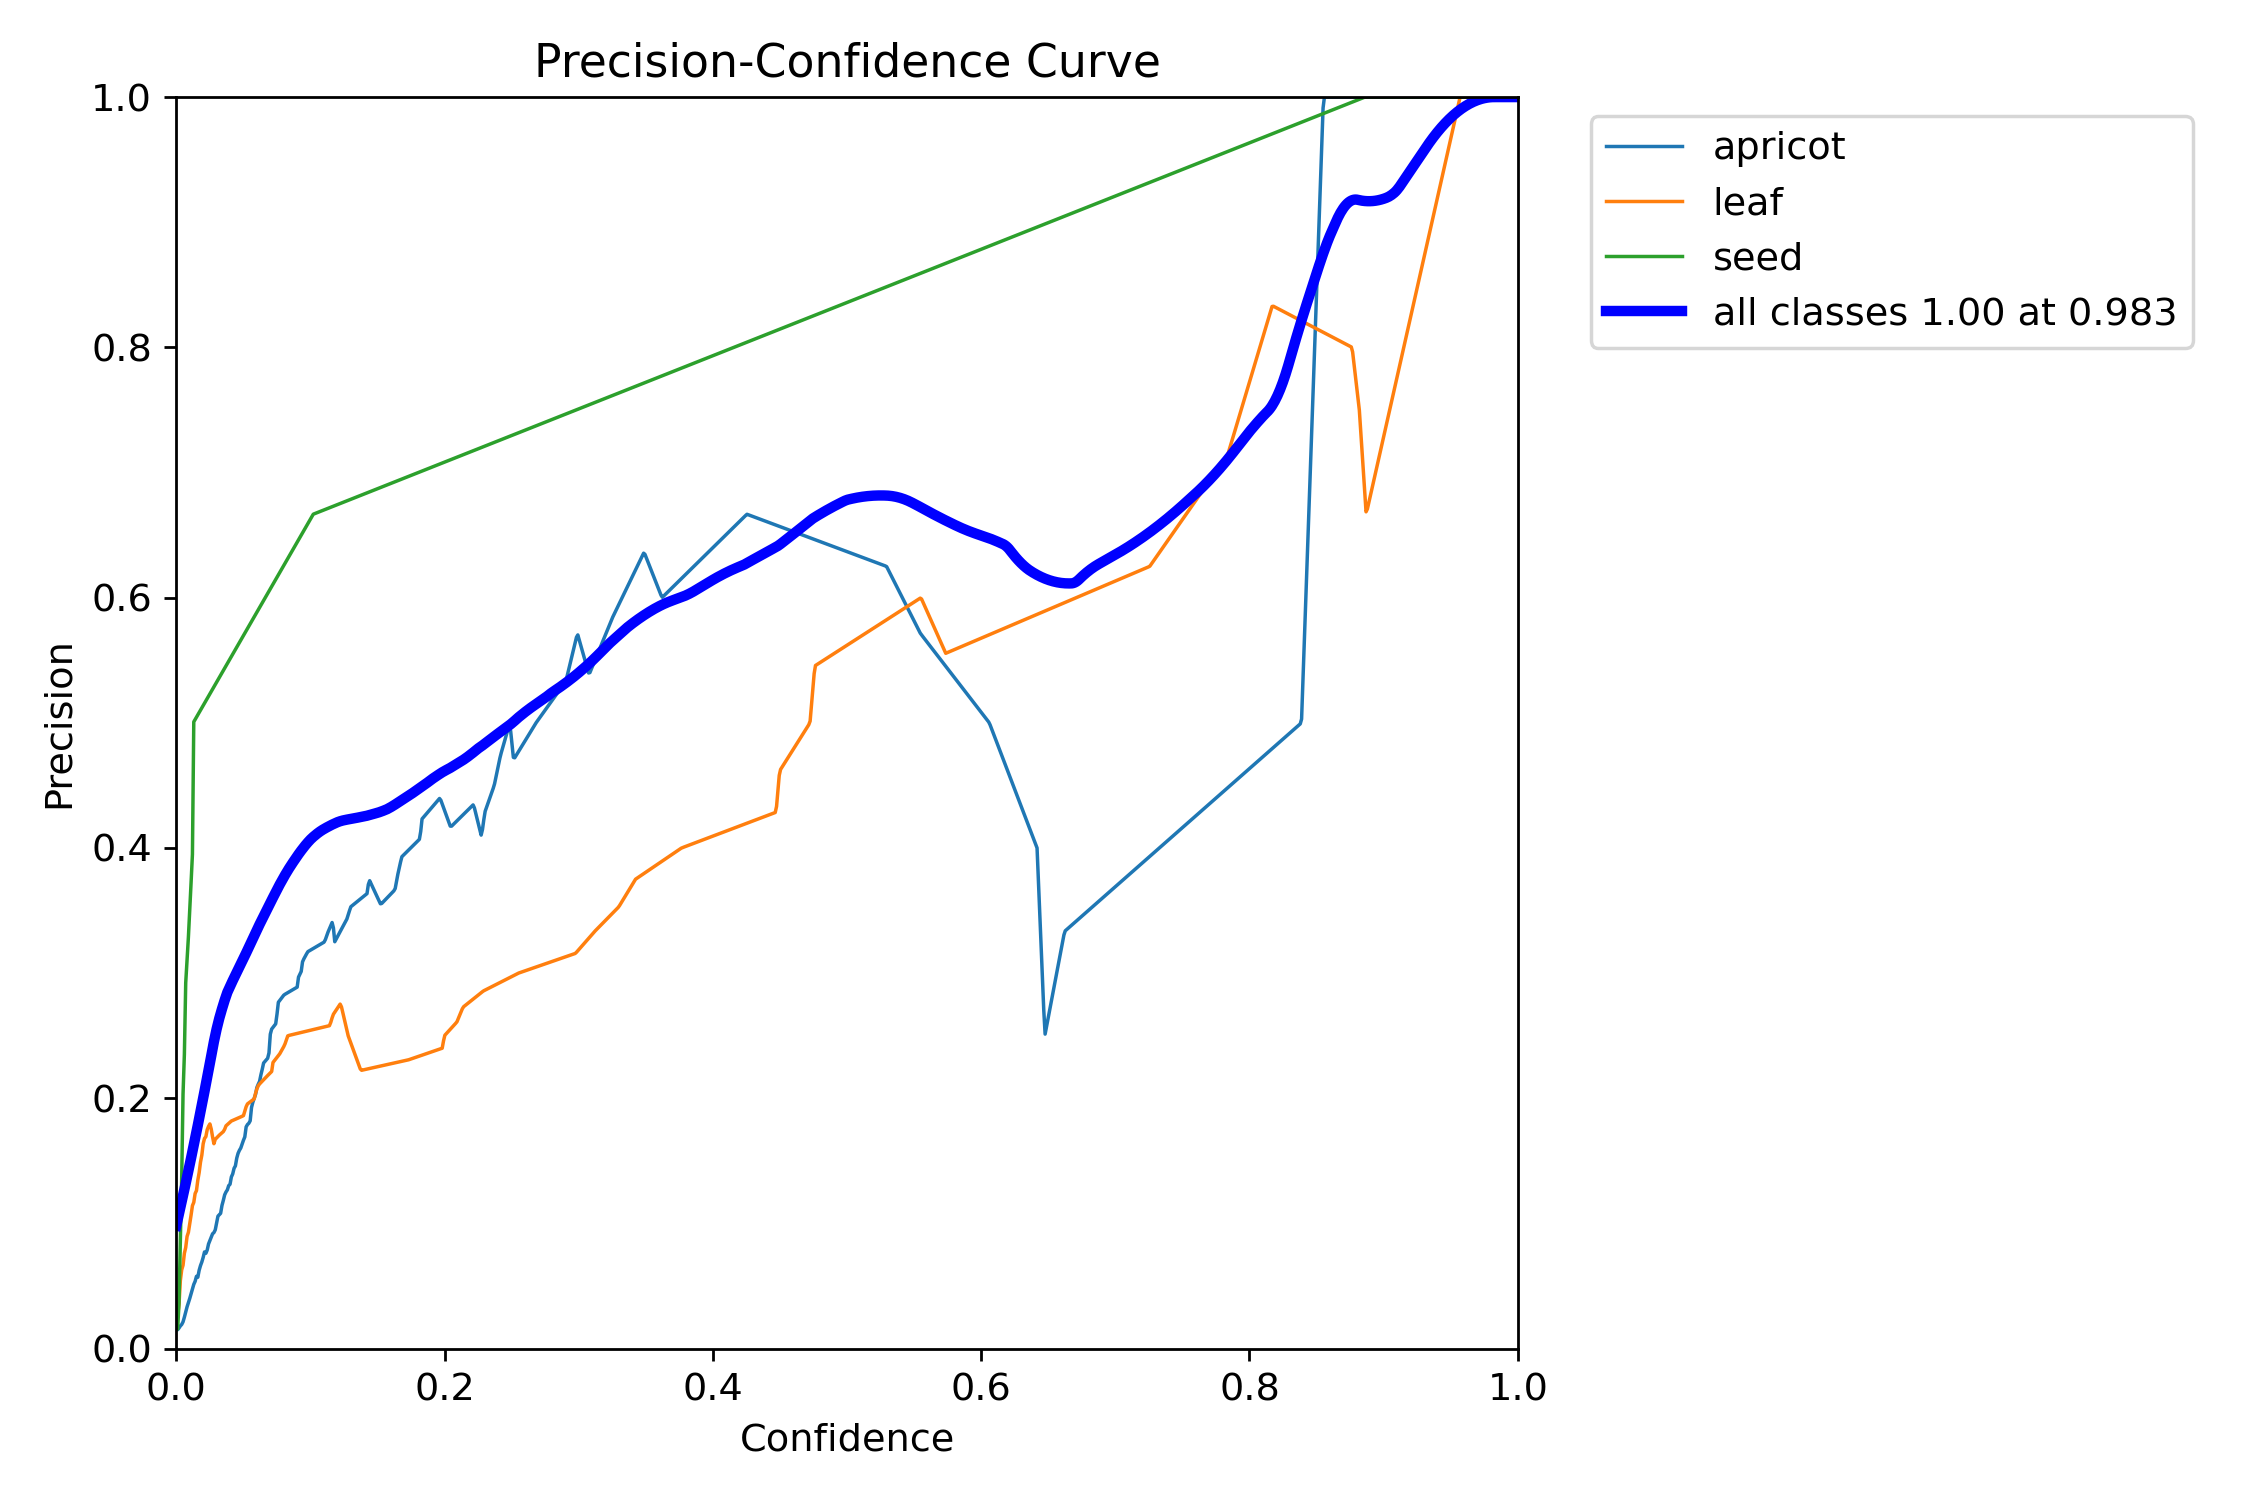 Precision-Confidence Curve
1.0
0.8
0.6
0.4
0.2
0.0
Precision
0.0 0.2 0.4 0.6 0.8 1.0
Confidence
apricot
leaf
seed
all classes 1.00 at 0.983